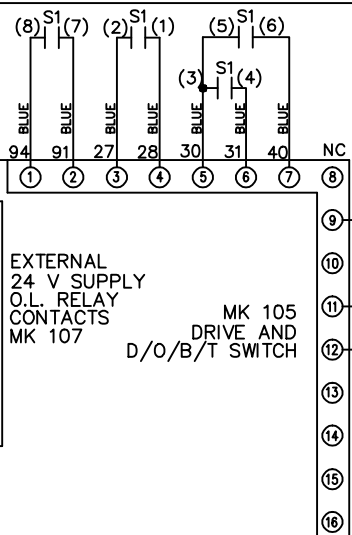 (8) S1 (7) (2) S1 (1) (5) S1 (6)
(3) S1 (4)
BLUE BLUE BLUE BLUE BLUE BLUE BLUE
94 91 27 28 30 31 40 NC
1 2 3 4 5 6 7 8
9
EXTERNAL
24 V SUPPLY
O.L. RELAY
CONTACTS
MK 107
10
11
12
MK 105
DRIVE AND
D/O/B/T SWITCH
13
14
15
16